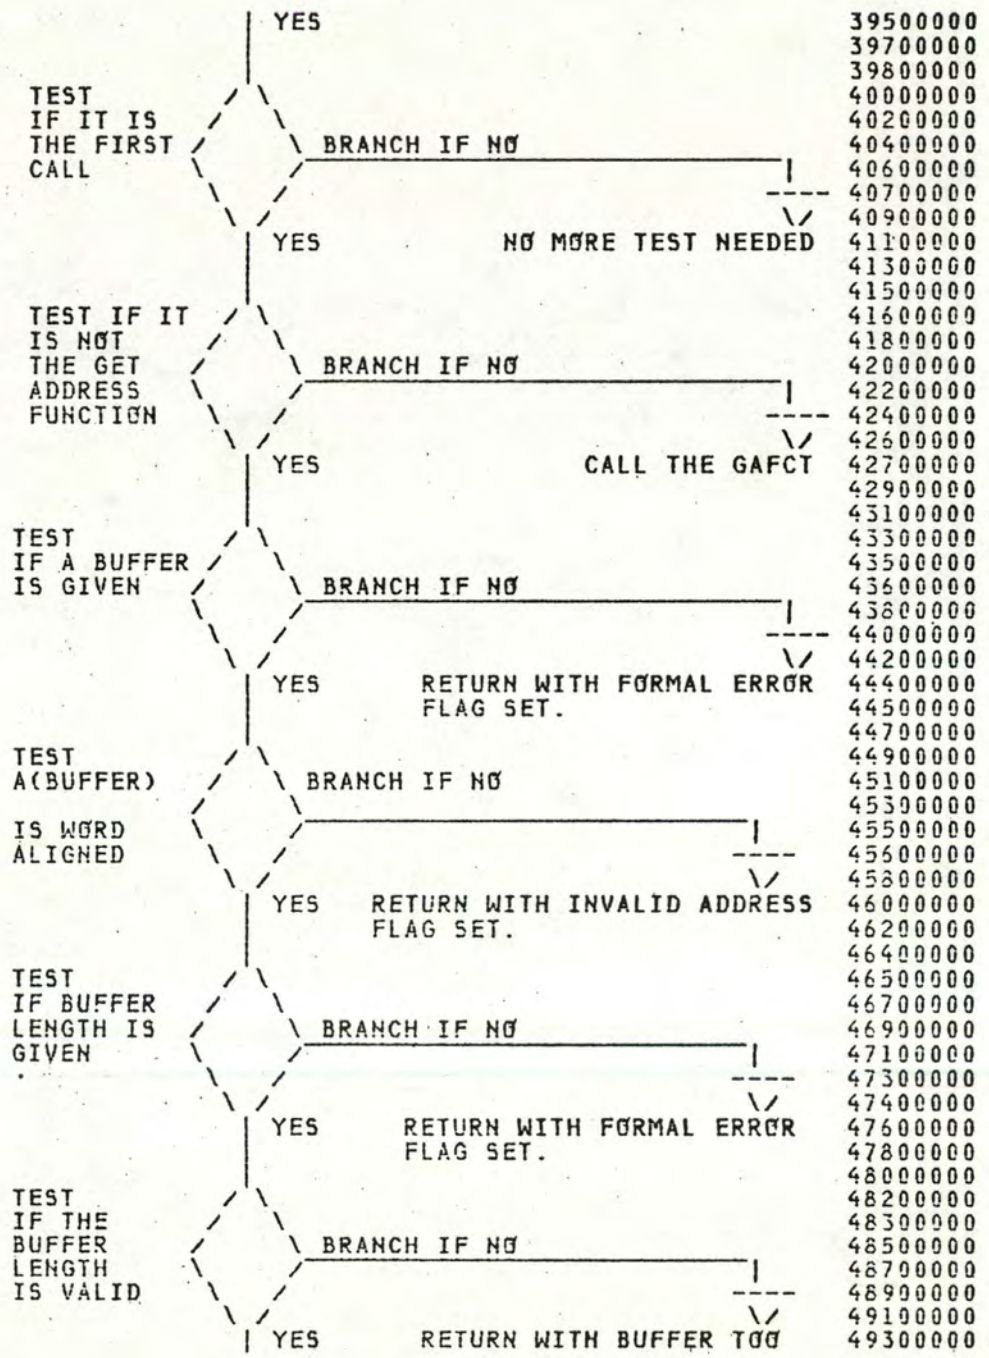 YES 39500000
39700000
39800000
TEST 40000000
IF IT IS 40200000
THE FIRST BRANCH IF NO 40400000
CALL 40600000
---- 40700000
40900000
YES NO MORE TEST NEEDED 41100000
41300000
41500000
TEST IF IT 41600000
IS NOT 41800000
THE GET BRANCH IF NO 42000000
ADDRESS 42200000
FUNCTION ---- 42400000
42600000
YES CALL THE GAFCT 42700000
42900000
43100000
TEST 43300000
IF A BUFFER 43500000
IS GIVEN BRANCH IF NO 43600000
43800000
---- 44000000
44200000
YES RETURN WITH FORMAL ERROR 44400000
FLAG SET. 44500000
44700000
TEST 44900000
A(BUFFER) BRANCH IF NO 45100000
45300000
IS WORD 45500000
ALIGNED ---- 45600000
45800000
YES RETURN WITH INVALID ADDRESS 46000000
FLAG SET. 46200000
46400000
TEST 46500000
IF BUFFER 46700000
LENGTH IS BRANCH IF NO 46900000
GIVEN 47100000
---- 47300000
47400000
YES RETURN WITH FORMAL ERROR 47600000
FLAG SET. 47800000
48000000
TEST 48200000
IF THE 48300000
BUFFER BRANCH IF NO 48500000
LENGTH 48700000
IS VALID ---- 48900000
49100000
YES RETURN WITH BUFFER TOO 49300000